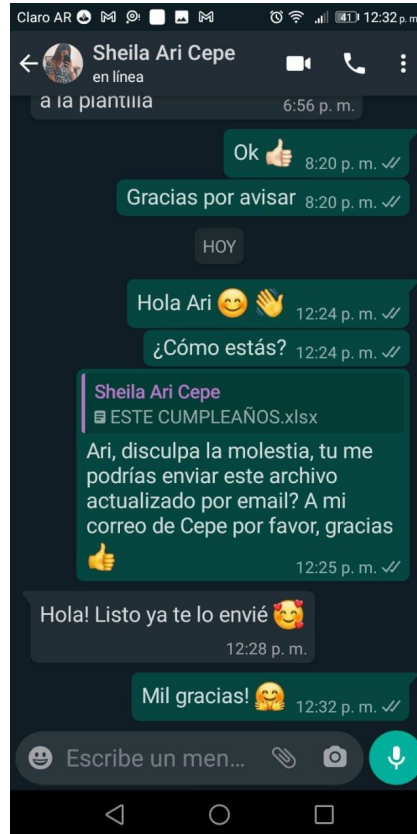 Claro AR 41 12:32 p. m.
Sheila Ari Cepe
en línea
a la plantilla
6:56 p. m.
Ok 👍🏻 8:20 p. m.
Gracias por avisar 8:20 p. m.
HOY
Hola Ari 😊 👋 12:24 p. m.
¿Cómo estás? 12:24 p. m.
Sheila Ari Cepe
ESTE CUMPLEAÑOS.xlsx
Ari, disculpa la molestia, tu me
podrías enviar este archivo
actualizado por email? A mi
correo de Cepe por favor, gracias
👍
12:25 p. m.
Hola! Listo ya te lo envié 🥰
12:28 p. m.
Mil gracias! 🤗 12:32 p. m.
Escribe un men...